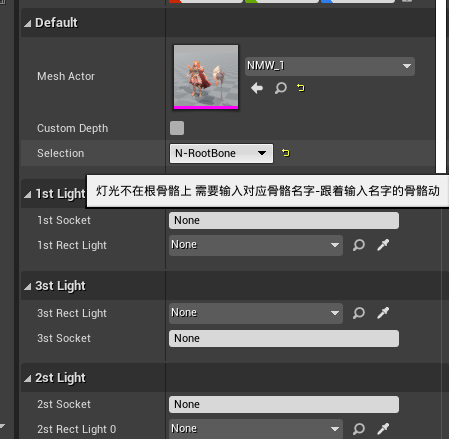 Default
Mesh Actor
NMW_1
Custom Depth
Selection
N-RootBone
灯光不在根骨骼上 需要输入对应骨骼名字-跟着输入名字的骨骼动
1st Light
1st Socket
None
1st Rect Light
None
3st Light
3st Rect Light
None
3st Socket
None
2st Light
2st Socket
None
2st Rect Light 0
None